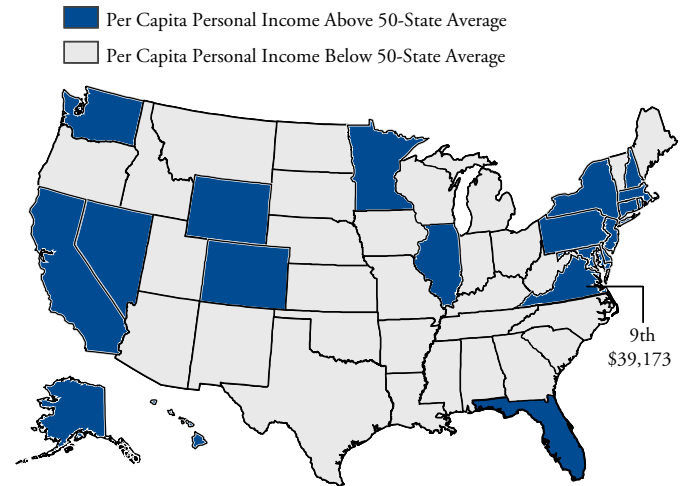 Per Capita Personal Income Above 50-State Average
Per Capita Personal Income Below 50-State Average
9th
$39,173